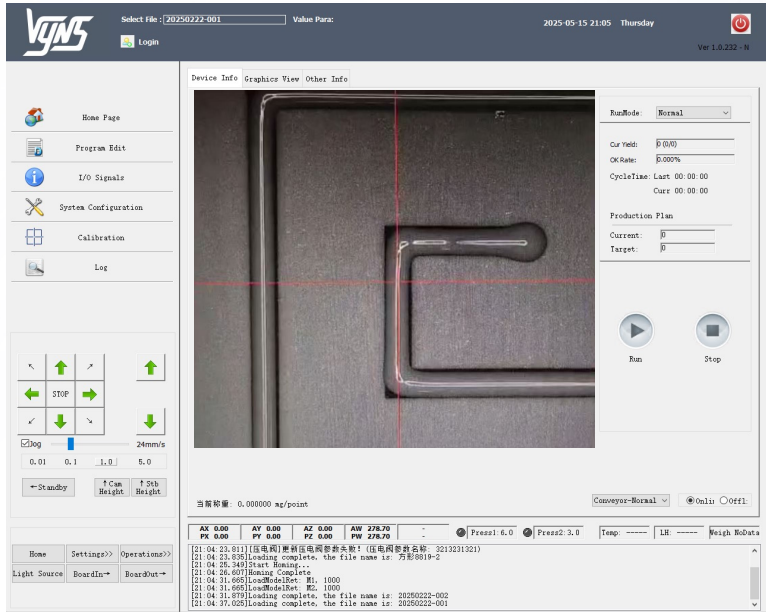 VYNS
Select File : 20250222-001
Value Para:
2025-05-15 21:05 Thursday
Login
Ver 1.0.232 - N
Device Info Graphics View Other Info
Home Page
Program Edit
I/O Signals
System Configuration
Calibration
Log
RunMode: Normal
Cur Yield: 0 (0/0)
OK Rate: 0.000%
CycleTime: Last 00:00:00
Curr 00:00:00
Production Plan
Current: 0
Target: 0
Run Stop
STOP
Jog 24mm/s
0.01 0.1 1.0 5.0
←Standby ↑Cam Height ↑Stb Height
当前称重: 0.000000 mg/point
Conveyor-Normal Onli: Offl:
AX 0.00 AY 0.00 AZ 0.00 AW 278.70 -
PX 0.00 PY 0.00 PZ 0.00 PW 278.70 -
Press1:6.0 Press2:3.0 Temp: ----- LH: ----- Weigh NoData
Home Settings>> Operations>>
Light Source BoardIn→ BoardOut→
[21:04:23.811][压电阀]更新压电阀参数失败! (压电阀参数名称: 3213231321)
[21:04:23.835]Loading complete, the file name is: 方形8819-2
[21:04:25.349]Start Homing...
[21:04:26.607]Homing Complete
[21:04:31.665]LoadModelRet: M1, 1000
[21:04:31.665]LoadModelRet: M2, 1000
[21:04:31.879]Loading complete, the file name is: 20250222-002
[21:04:37.025]Loading complete, the file name is: 20250222-001